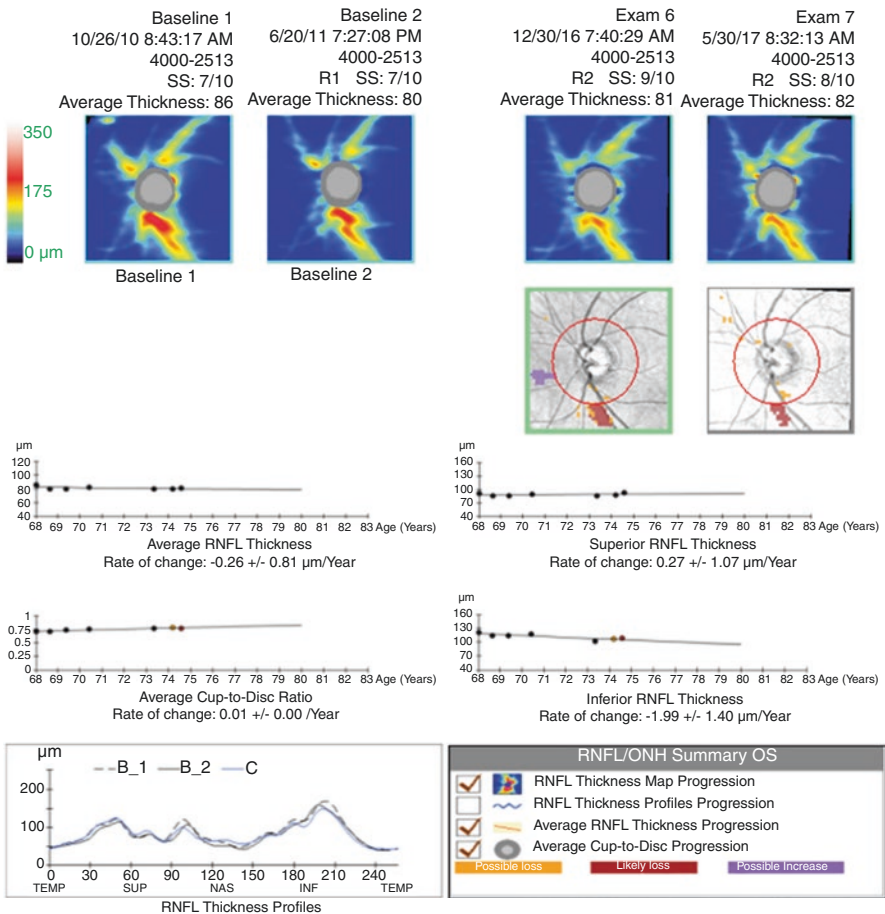 Baseline 1
10/26/10 8:43:17 AM
4000-2513
SS: 7/10
Average Thickness: 86
Baseline 2
6/20/11 7:27:08 PM
4000-2513
R1 SS: 7/10
Average Thickness: 80
Exam 6
12/30/16 7:40:29 AM
4000-2513
R2 SS: 9/10
Average Thickness: 81
Exam 7
5/30/17 8:32:13 AM
4000-2513
R2 SS: 8/10
Average Thickness: 82
350
175
0 µm
Baseline 1
Baseline 2
µm
120
100
80
60
40
68 69 70 71 72 73 74 75 76 77 78 79 80 81 82 83 Age (Years)
Average RNFL Thickness
Rate of change: -0.26 +/- 0.81 µm/Year
µm
160
130
100
70
40
68 69 70 71 72 73 74 75 76 77 78 79 80 81 82 83 Age (Years)
Superior RNFL Thickness
Rate of change: 0.27 +/- 1.07 µm/Year
1
0.75
0.5
0.25
0
68 69 70 71 72 73 74 75 76 77 78 79 80 81 82 83 Age (Years)
Average Cup-to-Disc Ratio
Rate of change: 0.01 +/- 0.00 /Year
µm
160
130
100
70
40
68 69 70 71 72 73 74 75 76 77 78 79 80 81 82 83 Age (Years)
Inferior RNFL Thickness
Rate of change: -1.99 +/- 1.40 µm/Year
µm
B_1 B_2 C
200
100
0
0 30 60 90 120 150 180 210 240
TEMP SUP NAS INF TEMP
RNFL Thickness Profiles
RNFL/ONH Summary OS
RNFL Thickness Map Progression
RNFL Thickness Profiles Progression
Average RNFL Thickness Progression
Average Cup-to-Disc Progression
Possible loss Likely loss Possible Increase